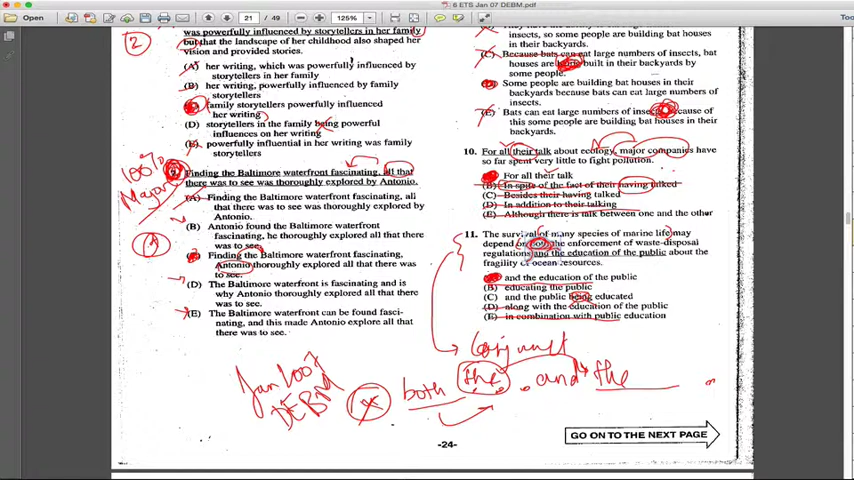 6 ETS Jan 07 DEBM.pdf
Open
21
49
125%
Too
was powerfully influenced by storytellers in her family
but that the landscape of her childhood also shaped her
vision and provided stories.
(A) her writing, which was powerfully influenced by
storytellers in her family
(B) her writing, powerfully influenced by family
storytellers
family storytellers powerfully influenced
her writing
(D) storytellers in the family being powerful
influences on her writing
(E) powerfully influential in her writing was family
storytellers
100%
Major
Finding the Baltimore waterfront fascinating, all that
there was to see was thoroughly explored by Antonio.
(A) Finding the Baltimore waterfront fascinating, all
that there was to see was thoroughly explored by
Antonio.
(B) Antonio found the Baltimore waterfront
fascinating, he thoroughly explored all that there
was to see.
Finding the Baltimore waterfront fascinating,
Antonio thoroughly explored all that there was
to see.
(D) The Baltimore waterfront is fascinating and is
why Antonio thoroughly explored all that there
was to see.
(E) The Baltimore waterfront can be found fasci-
nating, and this made Antonio explore all that
there was to see.
insects, so some people are building bat houses
in their backyards.
(C) Because bats can eat large numbers of insects, bat
houses are built in their backyards by
some people.
Some people are building bat houses in their
backyards because bats can eat large numbers of
insects.
(E) Bats can eat large numbers of insects because of
this some people are building bat houses in their
backyards.
10. For all their talk about ecology, major companies have
so far spent very little to fight pollution.
For all their talk
(B) In spite of the fact of their having talked
(C) Besides their having talked
(D) In addition to their talking
(E) Although there is talk between one and the other
11. The survival of many species of marine life may
depend on both the enforcement of waste-disposal
regulations and the education of the public about the
fragility of ocean resources.
and the education of the public
(B) educating the public
(C) and the public being educated
(D) along with the education of the public
(E) in combination with public education
Jan 2007
DEBM
both the . and the
-24-
GO ON TO THE NEXT PAGE